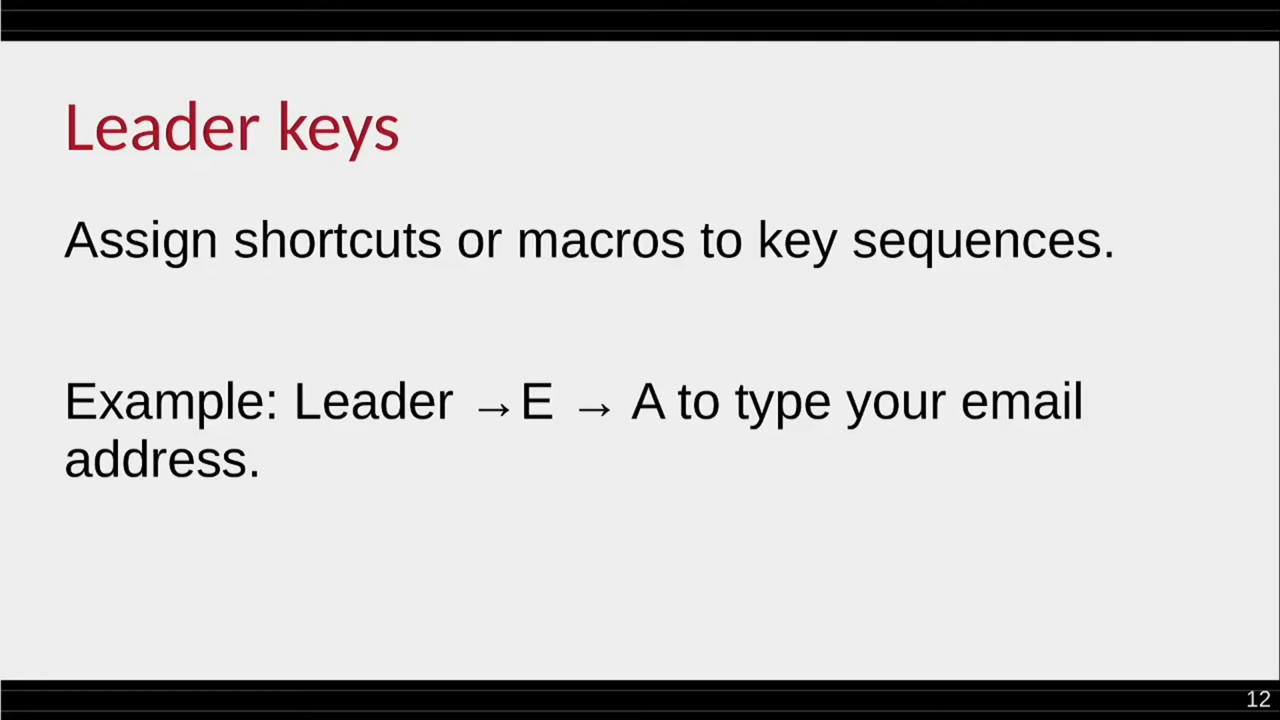 Leader keys
Assign shortcuts or macros to key sequences.
Example: Leader →E → A to type your email
address.
12